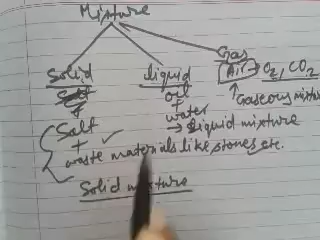 Mixture
Solid liquid Gas
Salt oil Air → O2, CO2
+ + Gaseous mixture
Salt water
+ → Liquid mixture
waste materials like stones etc.
Solid mixture